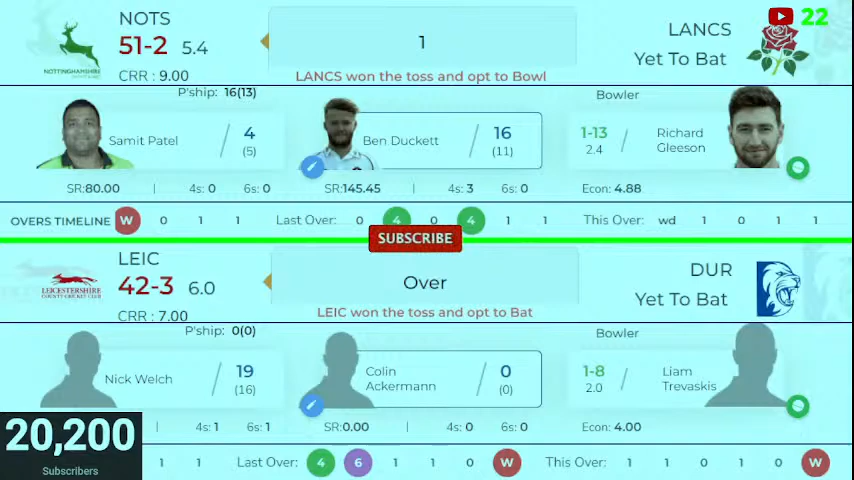 NOTS
51-2 5.4
CRR : 9.00
NOTTINGHAMSHIRE
1
LANCS won the toss and opt to Bowl
22
LANCS
Yet To Bat
P'ship: 16(13)
Bowler
Samit Patel
4
(5)
Ben Duckett
16
(11)
1-13
2.4
Richard
Gleeson
SR:80.00 | 4s: 0 6s: 0
SR:145.45 | 4s: 3 6s: 0
Econ: 4.88
OVERS TIMELINE W 0 1 1 Last Over: 0 4 0 4 1 1 This Over: wd 1 0 1 1
SUBSCRIBE
LEIC
42-3 6.0
CRR : 7.00
LEICESTERSHIRE
COUNTY CRICKET CLUB
Over
LEIC won the toss and opt to Bat
DUR
Yet To Bat
P'ship: 0(0)
Bowler
Nick Welch
19
(16)
Colin
Ackermann
0
(0)
1-8
2.0
Liam
Trevaskis
4s: 1 6s: 1
SR:0.00 | 4s: 0 6s: 0
Econ: 4.00
20,200
Subscribers
1 1 Last Over: 4 6 1 1 0 W This Over: 1 1 0 1 0 W